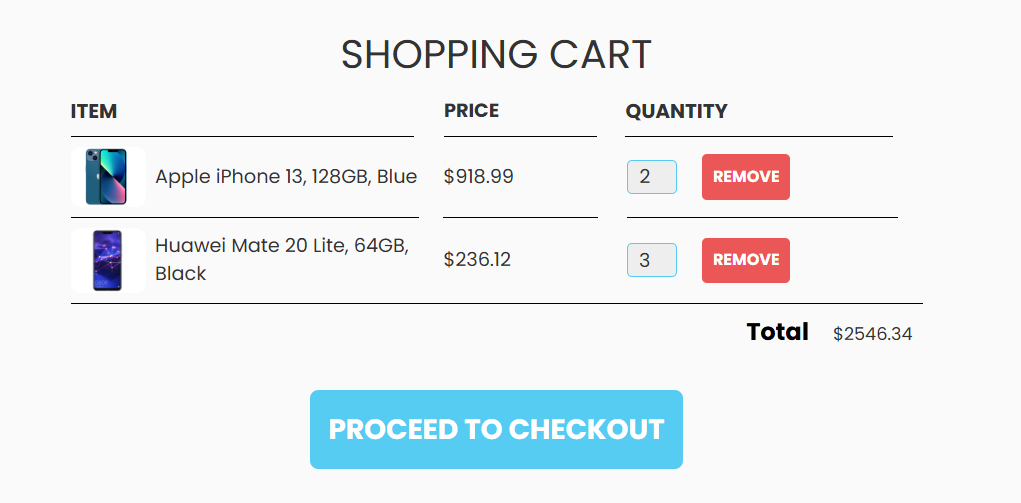 SHOPPING CART
ITEM PRICE QUANTITY
Apple iPhone 13, 128GB, Blue $918.99 2 REMOVE
Huawei Mate 20 Lite, 64GB,
Black $236.12 3 REMOVE
Total $2546.34
PROCEED TO CHECKOUT